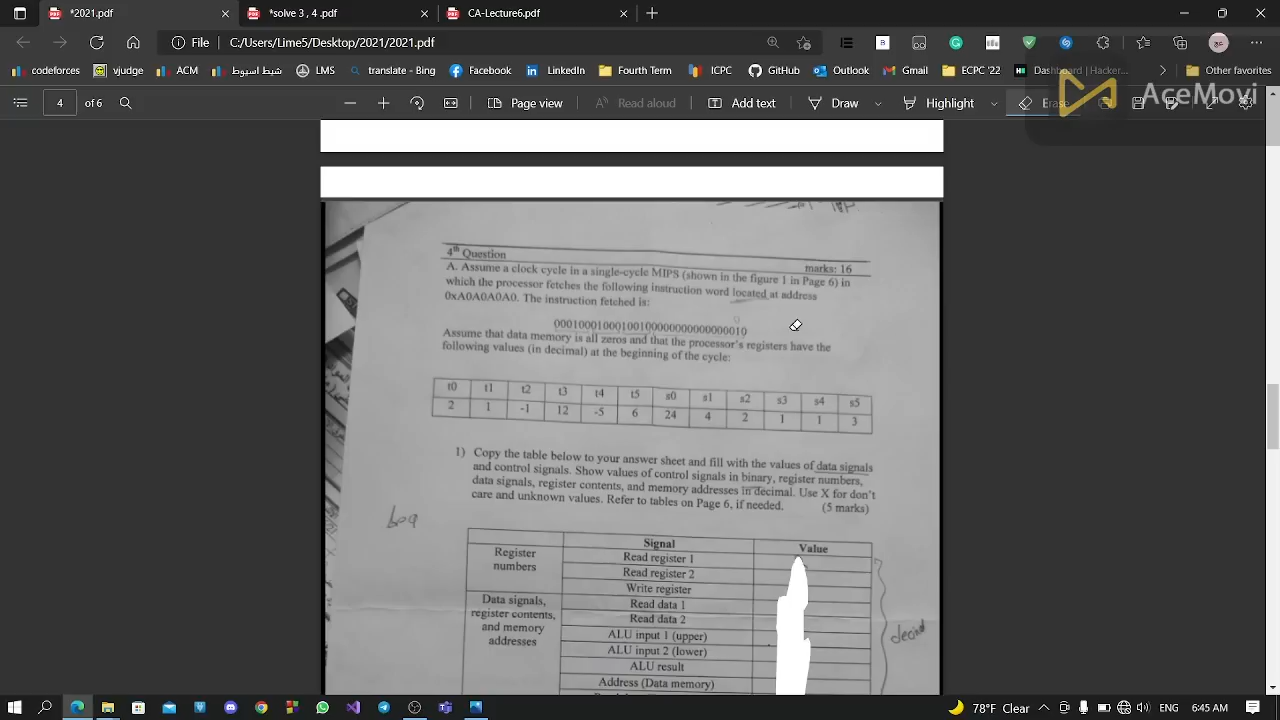 *2021.pdf
*solve 3 , 4.pdf
CA-Lectures.pdf
File
C:/Users/Lime5/Desktop/2021/2021.pdf
codeforces
vjudge
LMS
translate - Bing
Facebook
LinkedIn
Fourth Year
ICPC
GitHub
Outlook
Gmail
ECPC '22
Dashboard | Hacker...
Other favorites
4
of 6
Page view
Read aloud
Add text
Draw
Highlight
Erase
AceMovi
4th Question
marks: 16
A. Assume a clock cycle in a single-cycle MIPS (shown in the figure 1 in Page 6) in
which the processor fetches the following instruction word located at address
0xA0A0A0A0. The instruction fetched is:
Assume that data memory is all zeros and that the processor's registers have the
following values (in decimal) at the beginning of the cycle:
t0 t1 t2 t3 t4 t5 s0 s1 s2 s3 s4 s5
2 1 -1 12 -5 6 24 4 2 1 1 3
1) Copy the table below to your answer sheet and fill with the values of data signals
and control signals. Show values of control signals in binary, register numbers,
data signals, register contents, and memory addresses in decimal. Use X for don't
care and unknown values. Refer to tables on Page 6, if needed.
(5 marks)
Signal
Value
Register
numbers
Read register 1
Read register 2
Write register
Data signals,
register contents,
and memory
addresses
Read data 1
Read data 2
ALU input 1 (upper)
ALU input 2 (lower)
ALU result
Address (Data memory)
78°F Clear
ENG
6:45 AM